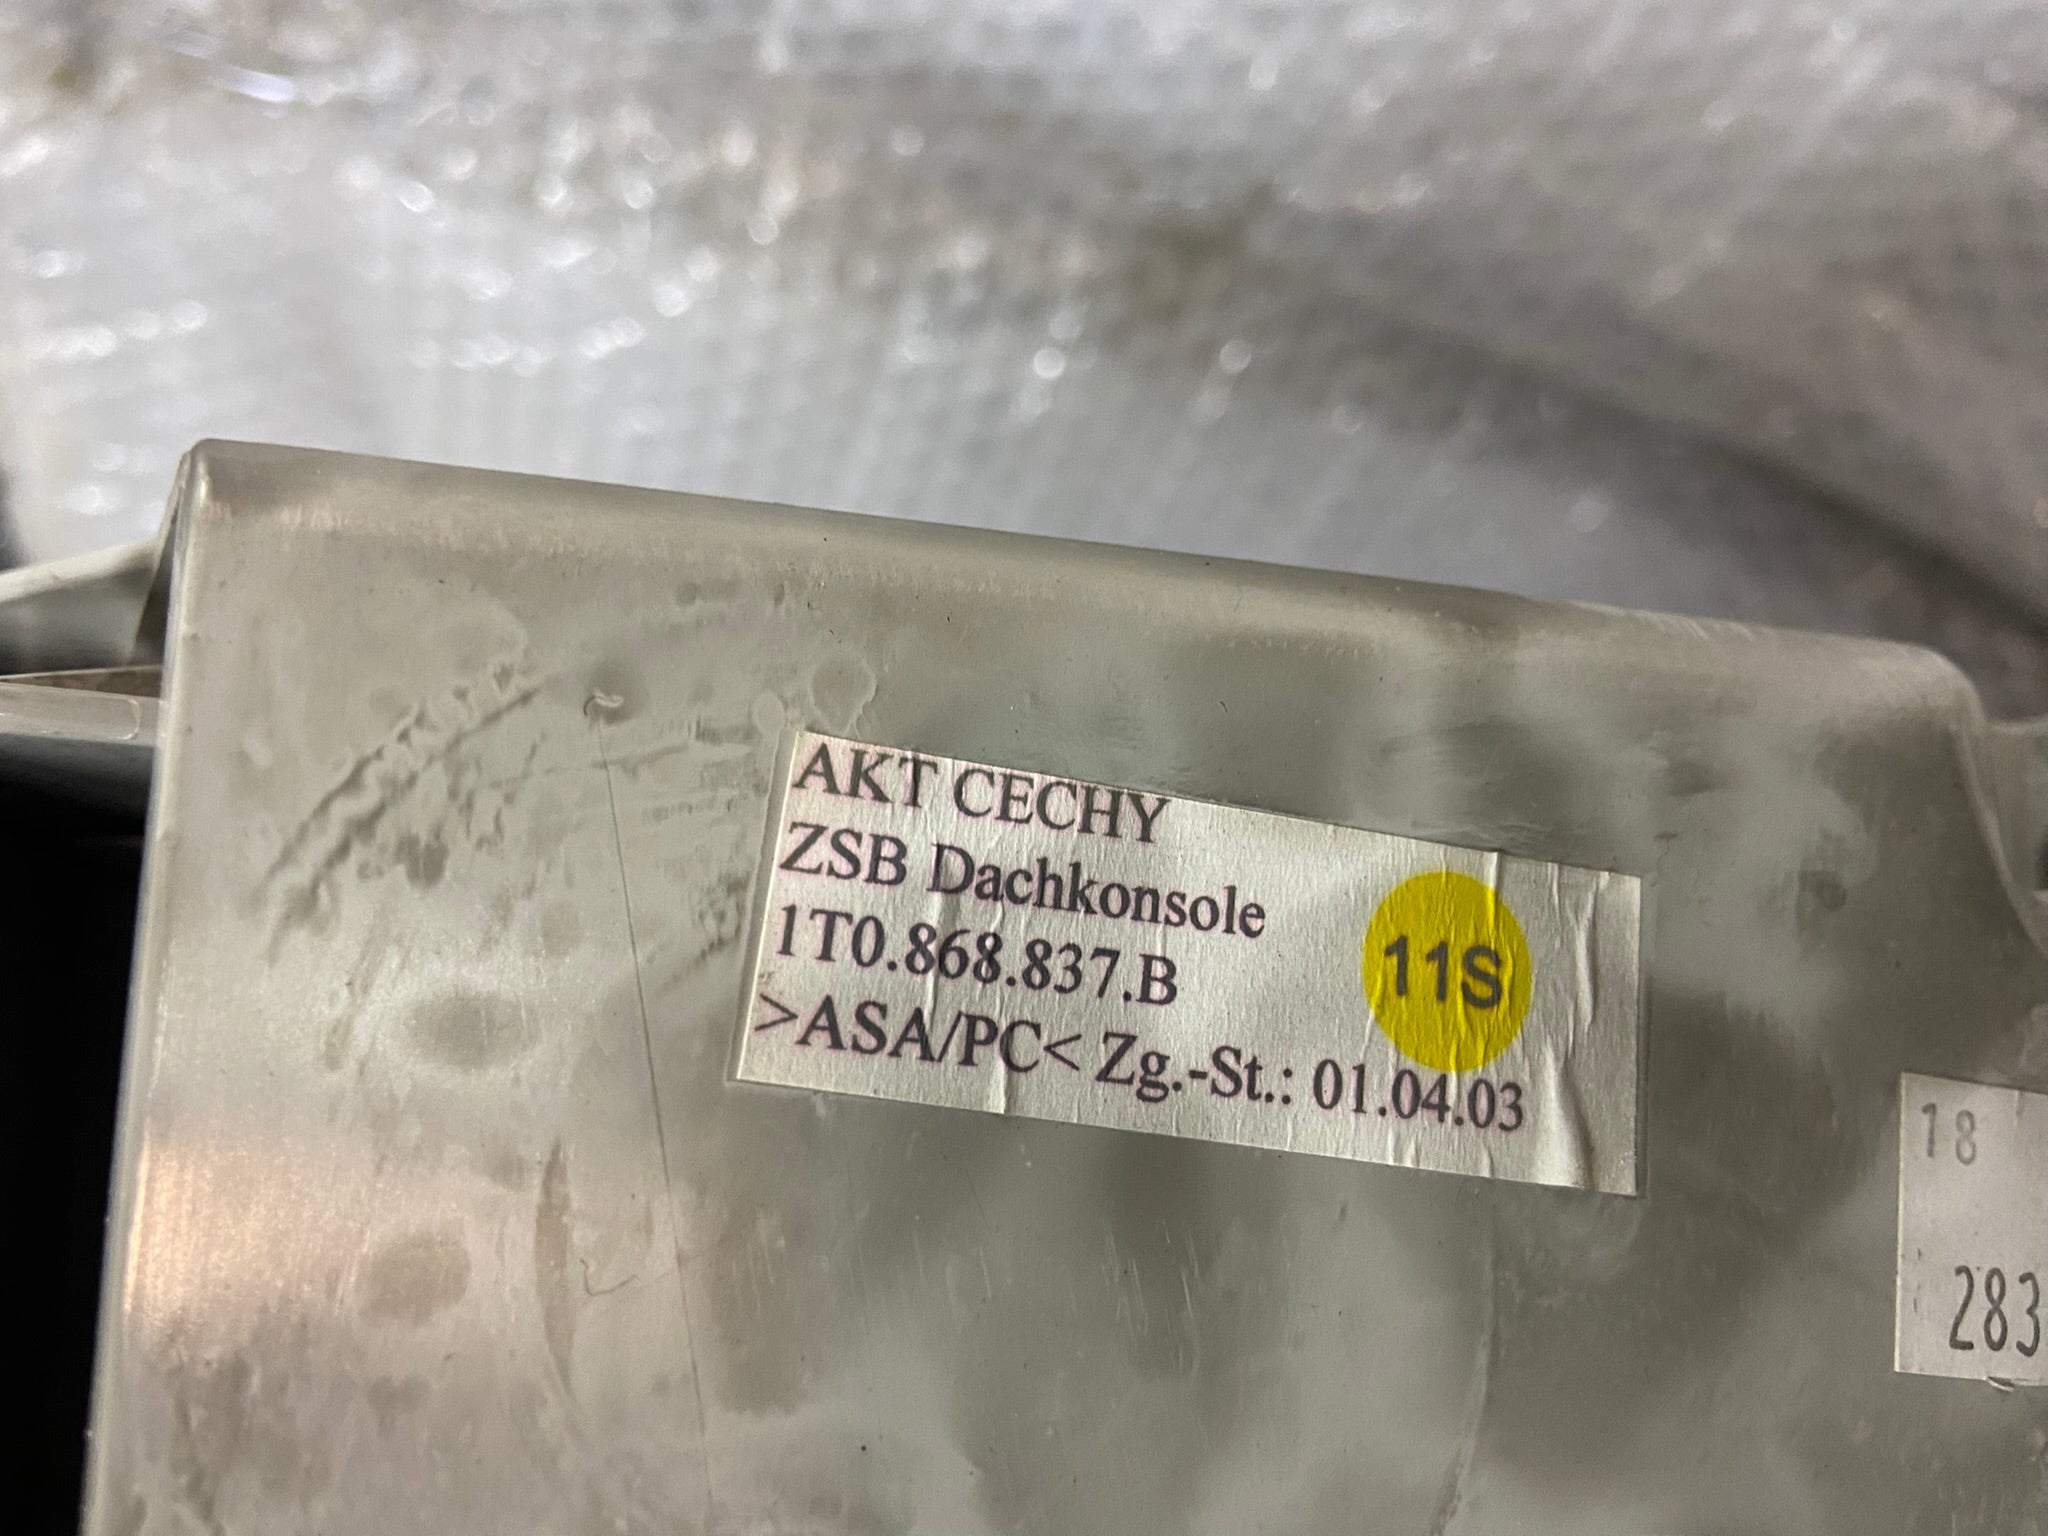 AKT CECHY
ZSB Dachkonsole
1T0.868.837.B
11S
>ASA/PC< Zg.-St.: 01.04.03
18
283